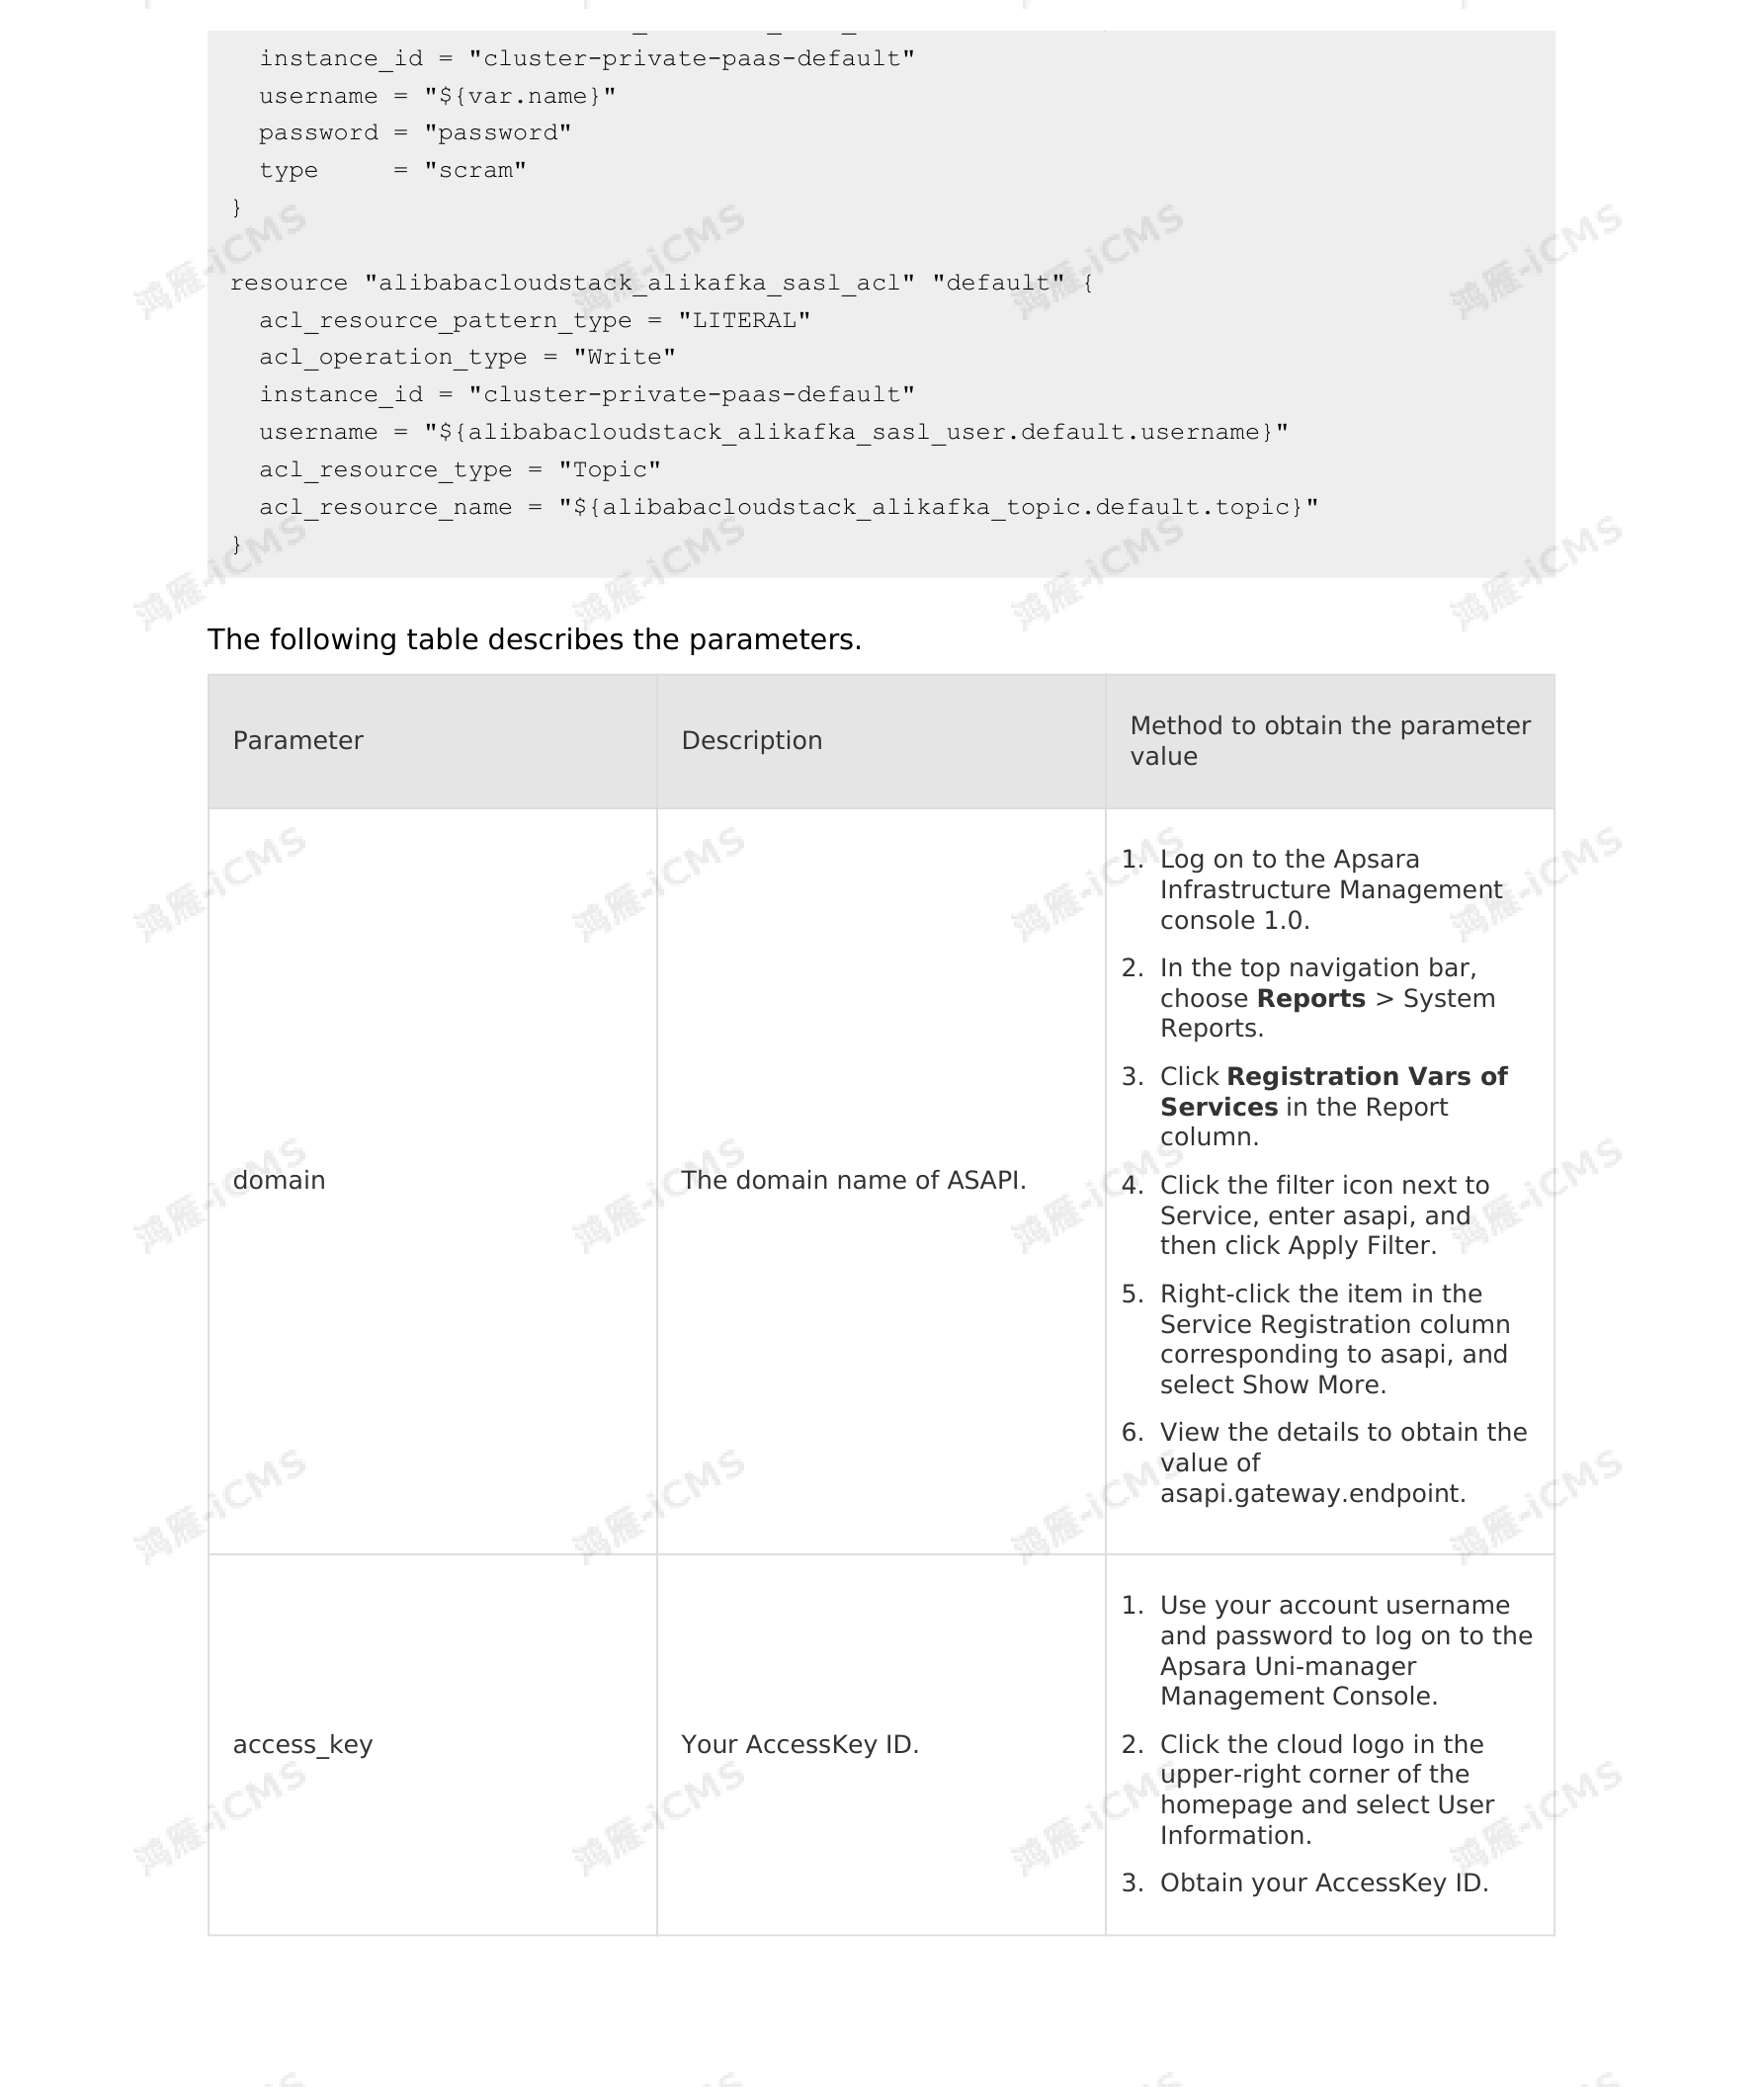 instance_id = "cluster-private-paas-default"
username = "${var.name}"
password = "password"
type     = "scram"
}
resource "alibabacloudstack_alikafka_sasl_acl" "default" {
acl_resource_pattern_type = "LITERAL"
acl_operation_type = "Write"
instance_id = "cluster-private-paas-default"
username = "${alibabacloudstack_alikafka_sasl_user.default.username}"
acl_resource_type = "Topic"
acl_resource_name = "${alibabacloudstack_alikafka_topic.default.topic}"
}
The following table describes the parameters.
Parameter
Description
Method to obtain the parameter
value
domain
The domain name of ASAPI.
1. Log on to the Apsara
Infrastructure Management
console 1.0.
2. In the top navigation bar,
choose Reports > System
Reports.
3. Click Registration Vars of
Services in the Report
column.
4. Click the filter icon next to
Service, enter asapi, and
then click Apply Filter.
5. Right-click the item in the
Service Registration column
corresponding to asapi, and
select Show More.
6. View the details to obtain the
value of
asapi.gateway.endpoint.
access_key
Your AccessKey ID.
1. Use your account username
and password to log on to the
Apsara Uni-manager
Management Console.
2. Click the cloud logo in the
upper-right corner of the
homepage and select User
Information.
3. Obtain your AccessKey ID.
鸿雁-iCMS